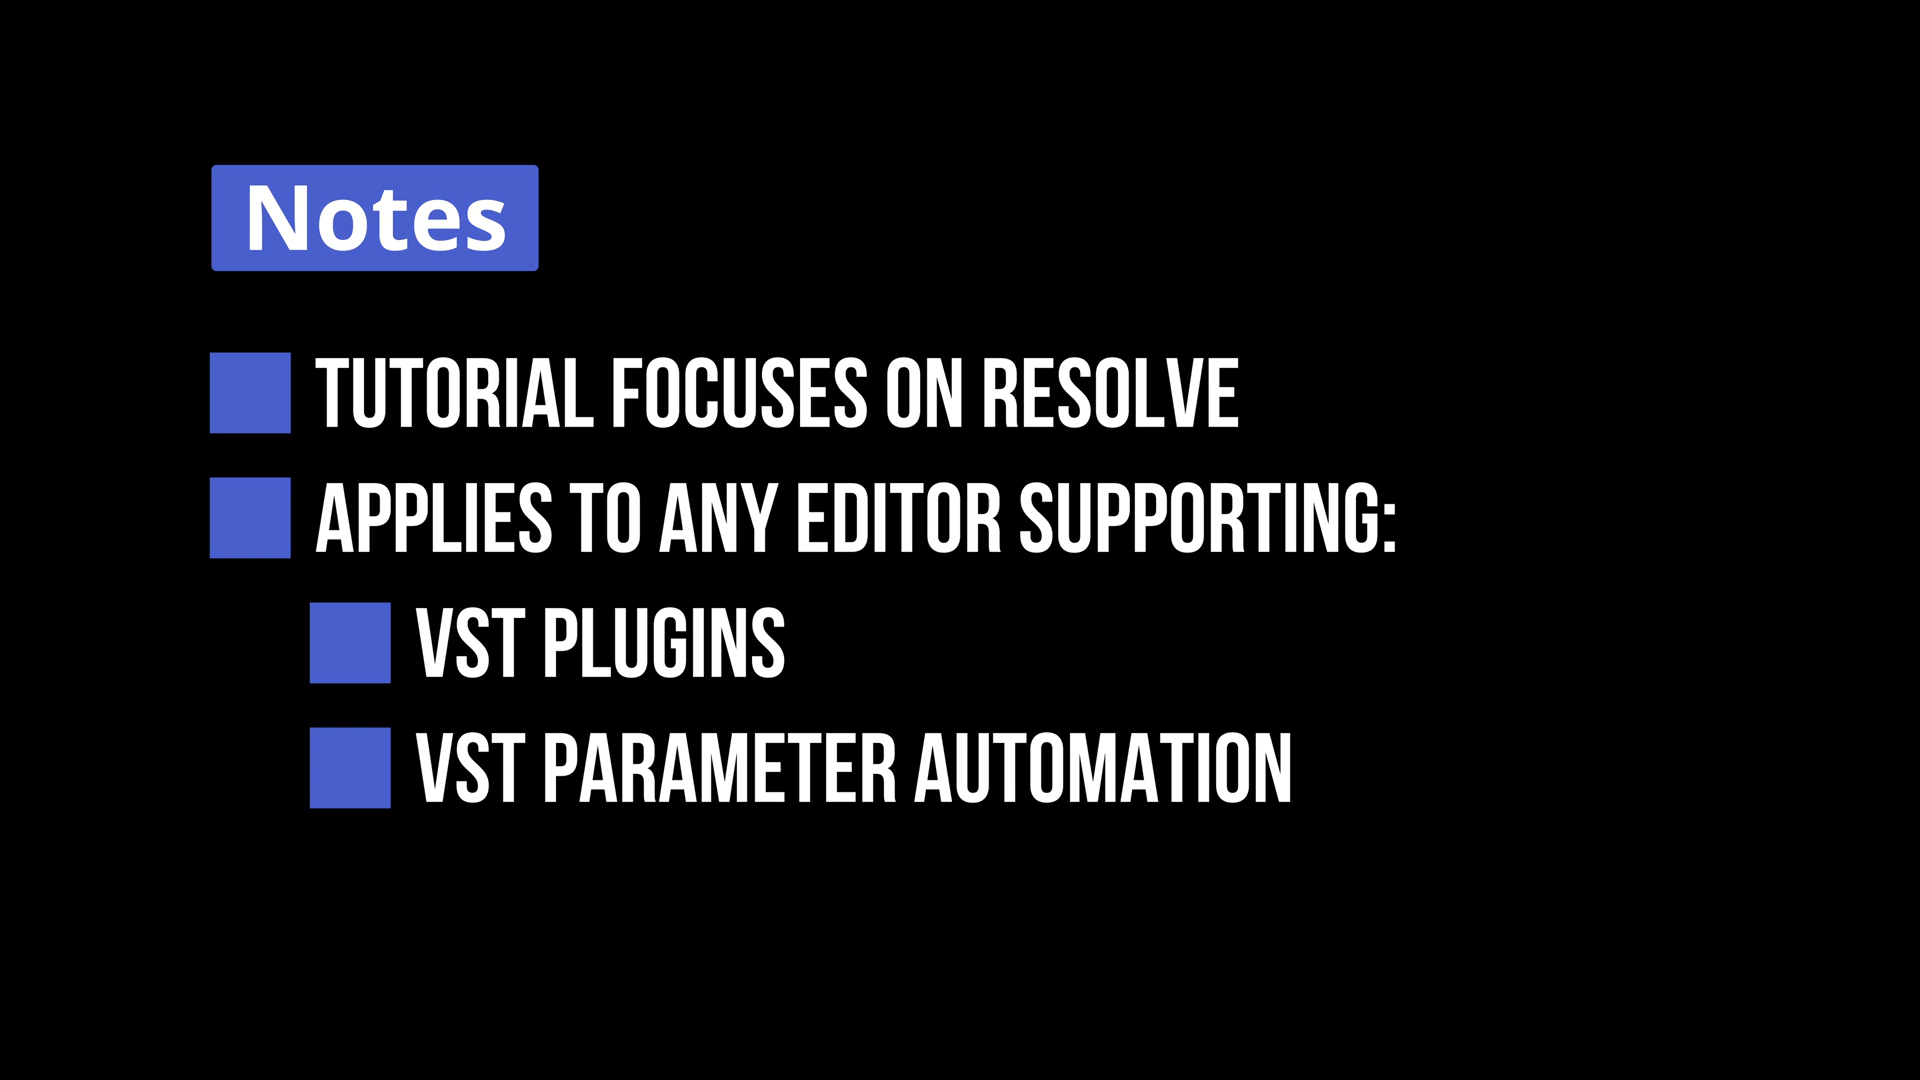 Notes
TUTORIAL FOCUSES ON RESOLVE
APPLIES TO ANY EDITOR SUPPORTING:
VST PLUGINS
VST PARAMETER AUTOMATION